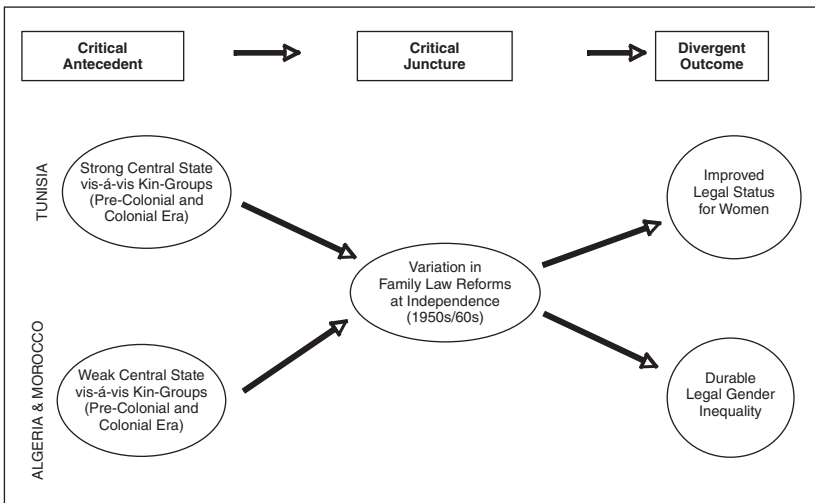 Critical
Antecedent
Critical
Juncture
Divergent
Outcome
TUNISIA
Strong Central State
vis-á-vis Kin-Groups
(Pre-Colonial and
Colonial Era)
Improved
Legal Status
for Women
Variation in
Family Law Reforms
at Independence
(1950s/60s)
ALGERIA & MOROCCO
Weak Central State
vis-á-vis Kin-Groups
(Pre-Colonial and
Colonial Era)
Durable
Legal Gender
Inequality